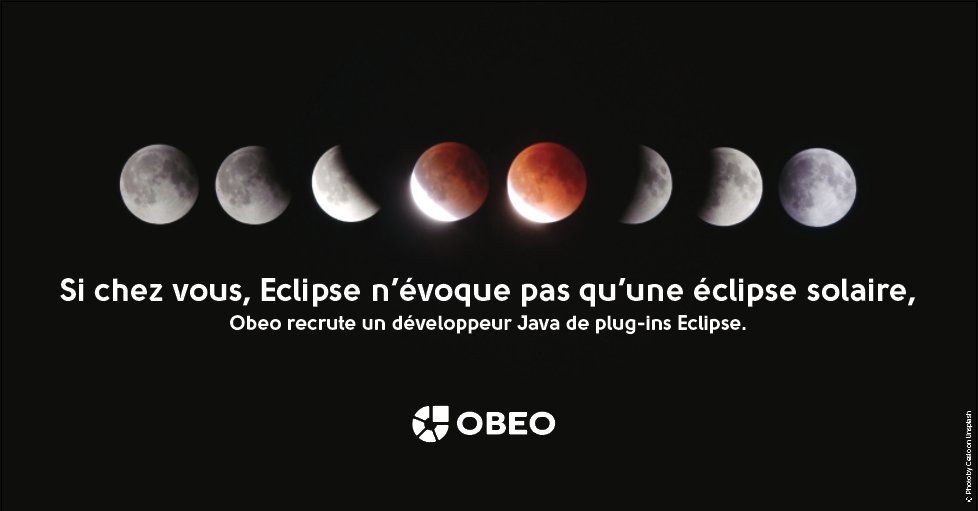 Si chez vous, Eclipse n’évoque pas qu’une éclipse solaire,
Obeo recrute un développeur Java de plug-ins Eclipse.
OBEO
© Photo by Cealo on Unsplash